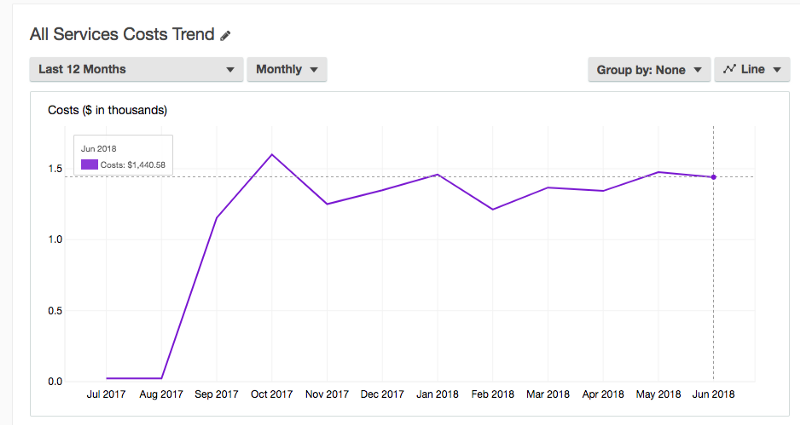 All Services Costs Trend
Last 12 Months Monthly Group by: None Line
Costs ($ in thousands)
Jun 2018
Costs: $1,440.58
1.5
1.0
0.5
0.0
Jul 2017 Aug 2017 Sep 2017 Oct 2017 Nov 2017 Dec 2017 Jan 2018 Feb 2018 Mar 2018 Apr 2018 May 2018 Jun 2018